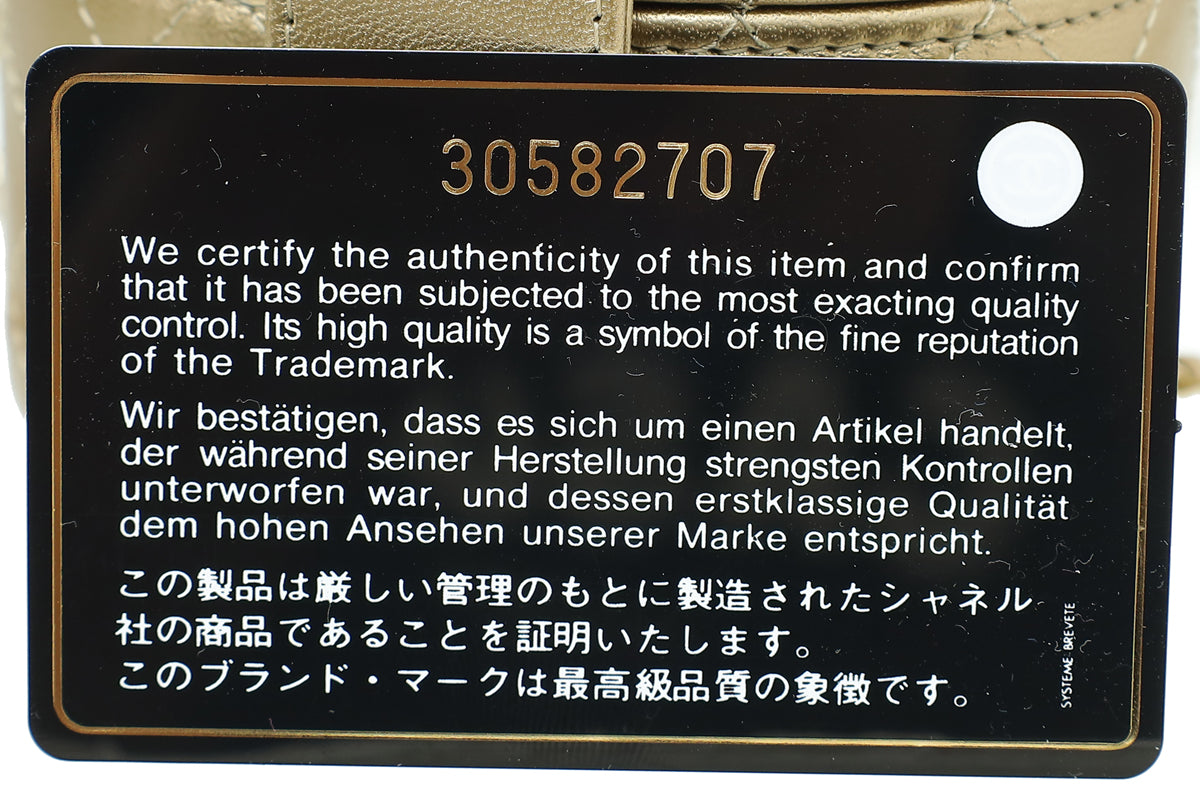 30582707
We certify the authenticity of this item and confirm
that it has been subjected to the most exacting quality
control. Its high quality is a symbol of the fine reputation
of the Trademark.
Wir bestätigen, dass es sich um einen Artikel handelt,
der während seiner Herstellung strengsten Kontrollen
unterworfen war, und dessen erstklassige Qualität
dem hohen Ansehen unserer Marke entspricht.
この製品は厳しい管理のもとに製造されたシャネル
社の商品であることを証明いたします。
このブランド・マークは最高級品質の象徴です。
SYSTEME BREVETE